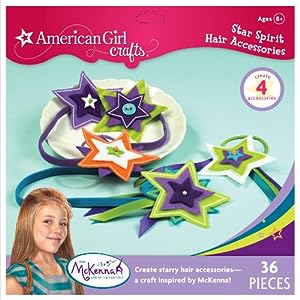 Ages 8+
American Girl
crafts
Star Spirit
Hair Accessories
create
4
accessories
McKenna
Create starry hair accessories—
a craft inspired by McKenna!
36
PIECES